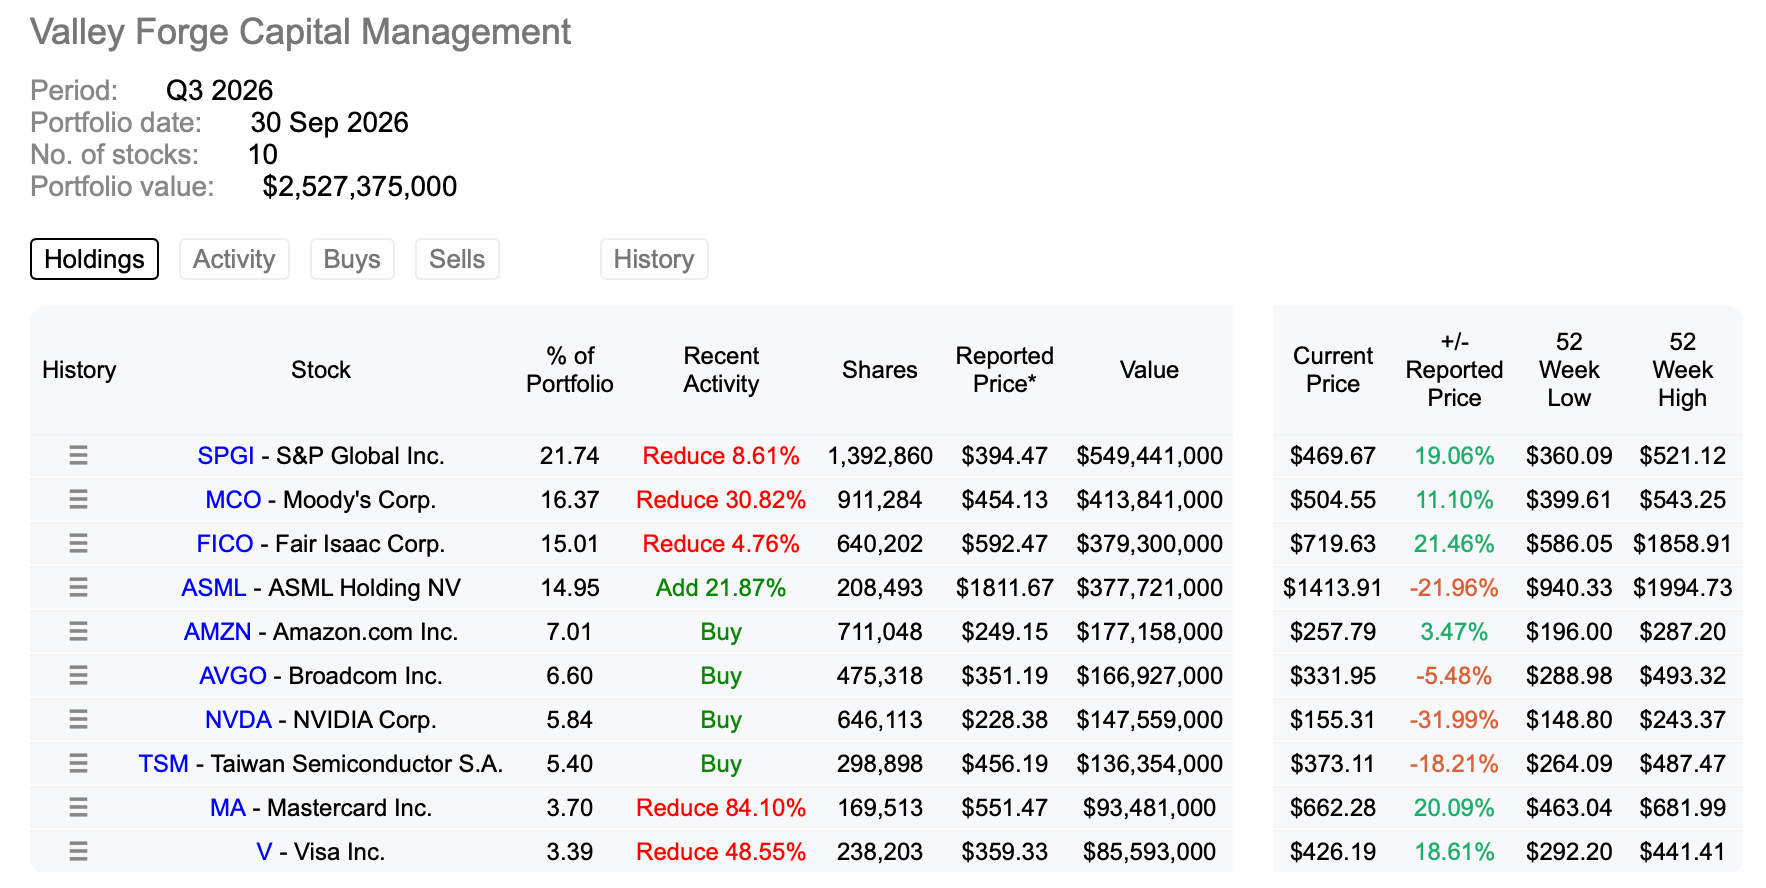 Valley Forge Capital Management
Period: Q3 2026
Portfolio date: 30 Sep 2026
No. of stocks: 10
Portfolio value: $2,527,375,000
Holdings Activity Buys Sells History
History Stock % of Portfolio Recent Activity Shares Reported Price* Value Current Price +/- Reported Price 52 Week Low 52 Week High
≡ SPGI - S&P Global Inc. 21.74 Reduce 8.61% 1,392,860 $394.47 $549,441,000 $469.67 19.06% $360.09 $521.12
≡ MCO - Moody's Corp. 16.37 Reduce 30.82% 911,284 $454.13 $413,841,000 $504.55 11.10% $399.61 $543.25
≡ FICO - Fair Isaac Corp. 15.01 Reduce 4.76% 640,202 $592.47 $379,300,000 $719.63 21.46% $586.05 $1858.91
≡ ASML - ASML Holding NV 14.95 Add 21.87% 208,493 $1811.67 $377,721,000 $1413.91 -21.96% $940.33 $1994.73
≡ AMZN - Amazon.com Inc. 7.01 Buy 711,048 $249.15 $177,158,000 $257.79 3.47% $196.00 $287.20
≡ AVGO - Broadcom Inc. 6.60 Buy 475,318 $351.19 $166,927,000 $331.95 -5.48% $288.98 $493.32
≡ NVDA - NVIDIA Corp. 5.84 Buy 646,113 $228.38 $147,559,000 $155.31 -31.99% $148.80 $243.37
≡ TSM - Taiwan Semiconductor S.A. 5.40 Buy 298,898 $456.19 $136,354,000 $373.11 -18.21% $264.09 $487.47
≡ MA - Mastercard Inc. 3.70 Reduce 84.10% 169,513 $551.47 $93,481,000 $662.28 20.09% $463.04 $681.99
≡ V - Visa Inc. 3.39 Reduce 48.55% 238,203 $359.33 $85,593,000 $426.19 18.61% $292.20 $441.41